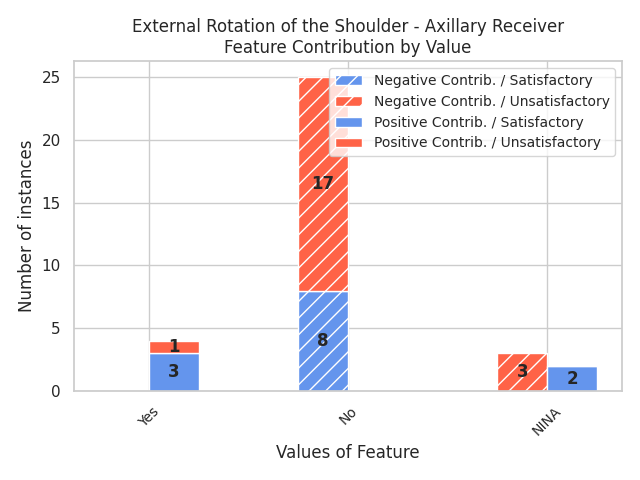 External Rotation of the Shoulder - Axillary Receiver
Feature Contribution by Value
Negative Contrib. / Satisfactory
Negative Contrib. / Unsatisfactory
Positive Contrib. / Satisfactory
Positive Contrib. / Unsatisfactory
Number of instances
25
20
15
10
5
0
1
3
17
8
3
2
Yes
No
NINA
Values of Feature